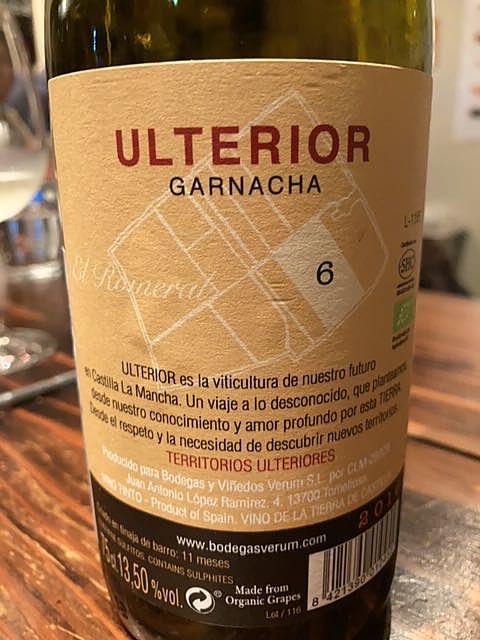 ULTERIOR
GARNACHA
6
El Romeral
ULTERIOR es la viticultura de nuestro futuro
en Castilla La Mancha. Un viaje a lo desconocido, que planteamos
desde nuestro conocimiento y amor profundo por esta TIERRA.
Desde el respeto y la necesidad de descubrir nuevos territorios.
TERRITORIOS ULTERIORES
Producido para Bodegas y Viñedos Verum S.L. por CLM-
Juan Antonio López Ramírez, 4. 13700 Tomelloso
VINO TINTO - Product of Spain. VINO DE LA TIERRA DE CASTILLA
www.bodegasverum.com
en tinaja de barro: 11 meses
SULFITOS. CONTAINS SULPHITES
75cl 13,50 %vol.
Made from
Organic Grapes
Lot / 116